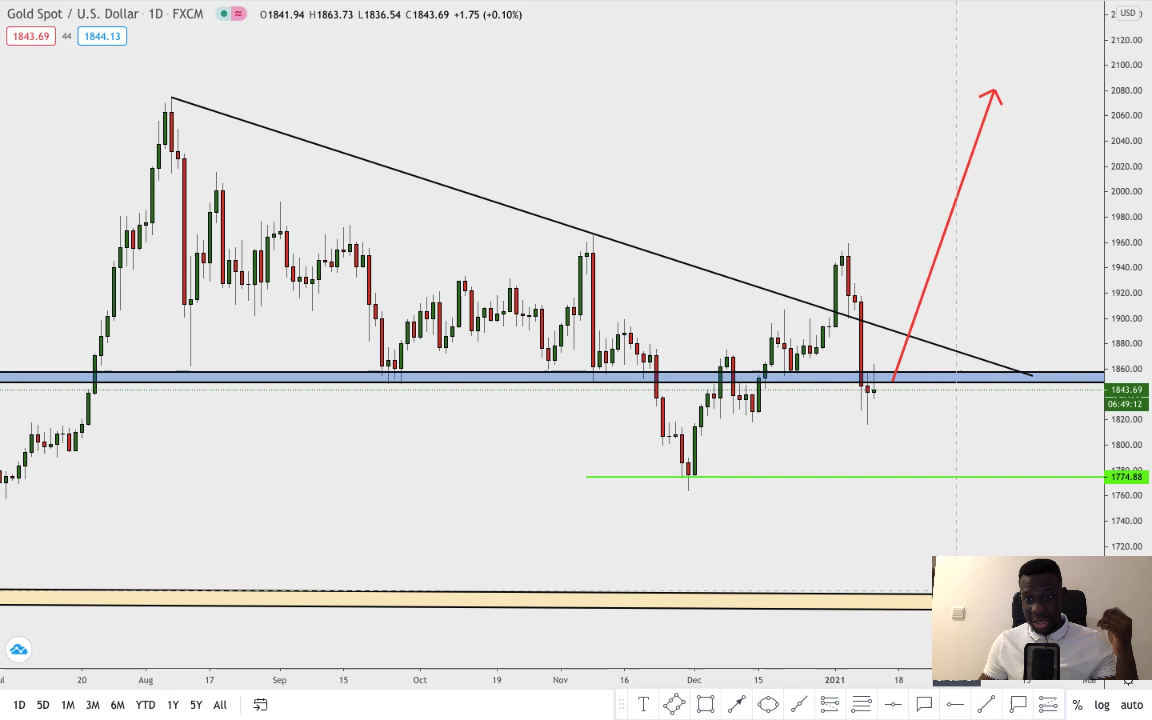 Gold Spot / U.S. Dollar · 1D · FXCM
O1841.94 H1863.73 L1836.54 C1843.69 +1.75 (+0.10%)
1843.69 44 1844.13
USD
2120.00
2100.00
2080.00
2060.00
2040.00
2020.00
2000.00
1980.00
1960.00
1940.00
1920.00
1900.00
1880.00
1860.00
1843.69
06:49:12
1820.00
1800.00
1774.88
1760.00
1740.00
1720.00
20 Aug 17 Sep 15 Oct 19 Nov 16 Dec 15 2021 18
1D 5D 1M 3M 6M YTD 1Y 5Y All
T
% log auto